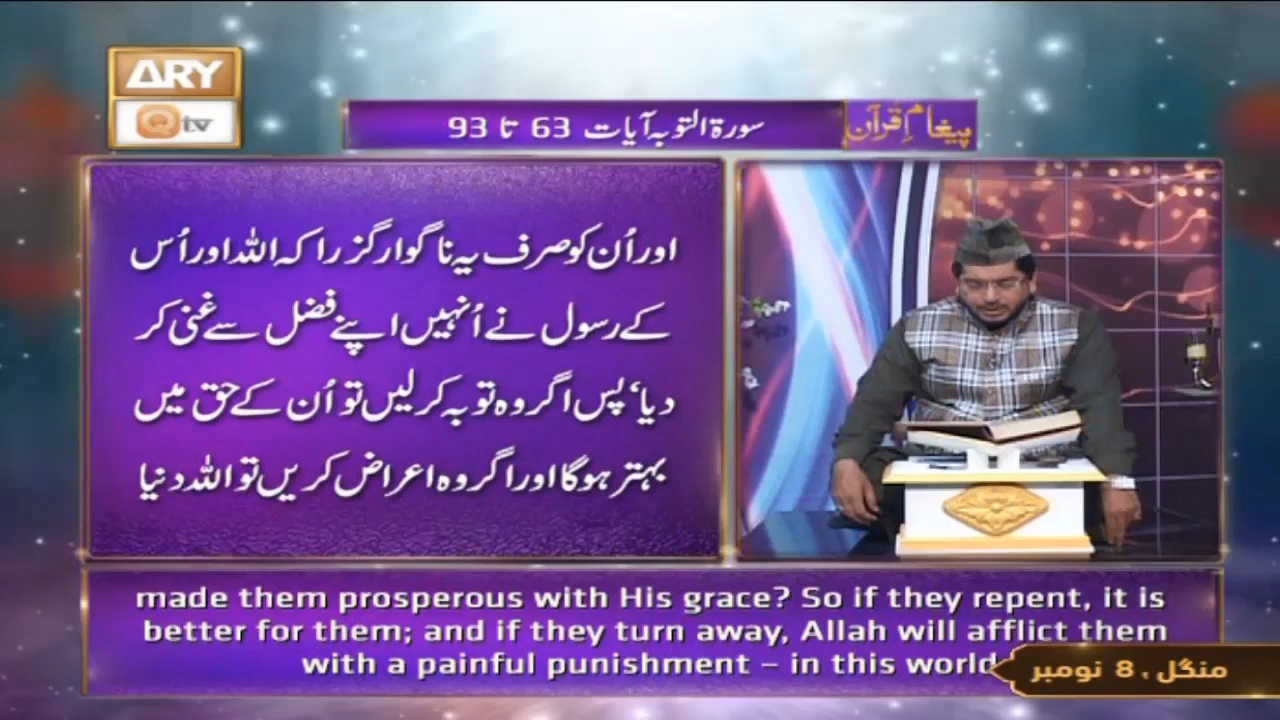 ARY
Qtv
پیغامِ قرآن
سورۃ التوبہ آیات 63 تا 93
اور اُن کو صرف یہ ناگوار گزرا کہ اللہ اور اُس
کے رسول نے اُنہیں اپنے فضل سے غنی کر
دیا‘ پس اگر وہ توبہ کر لیں تو اُن کے حق میں
بہتر ہوگا اور اگر وہ اعراض کریں تو اللہ دنیا
made them prosperous with His grace? So if they repent, it is
better for them; and if they turn away, Allah will afflict them
with a painful punishment – in this world
منگل، 8 نومبر